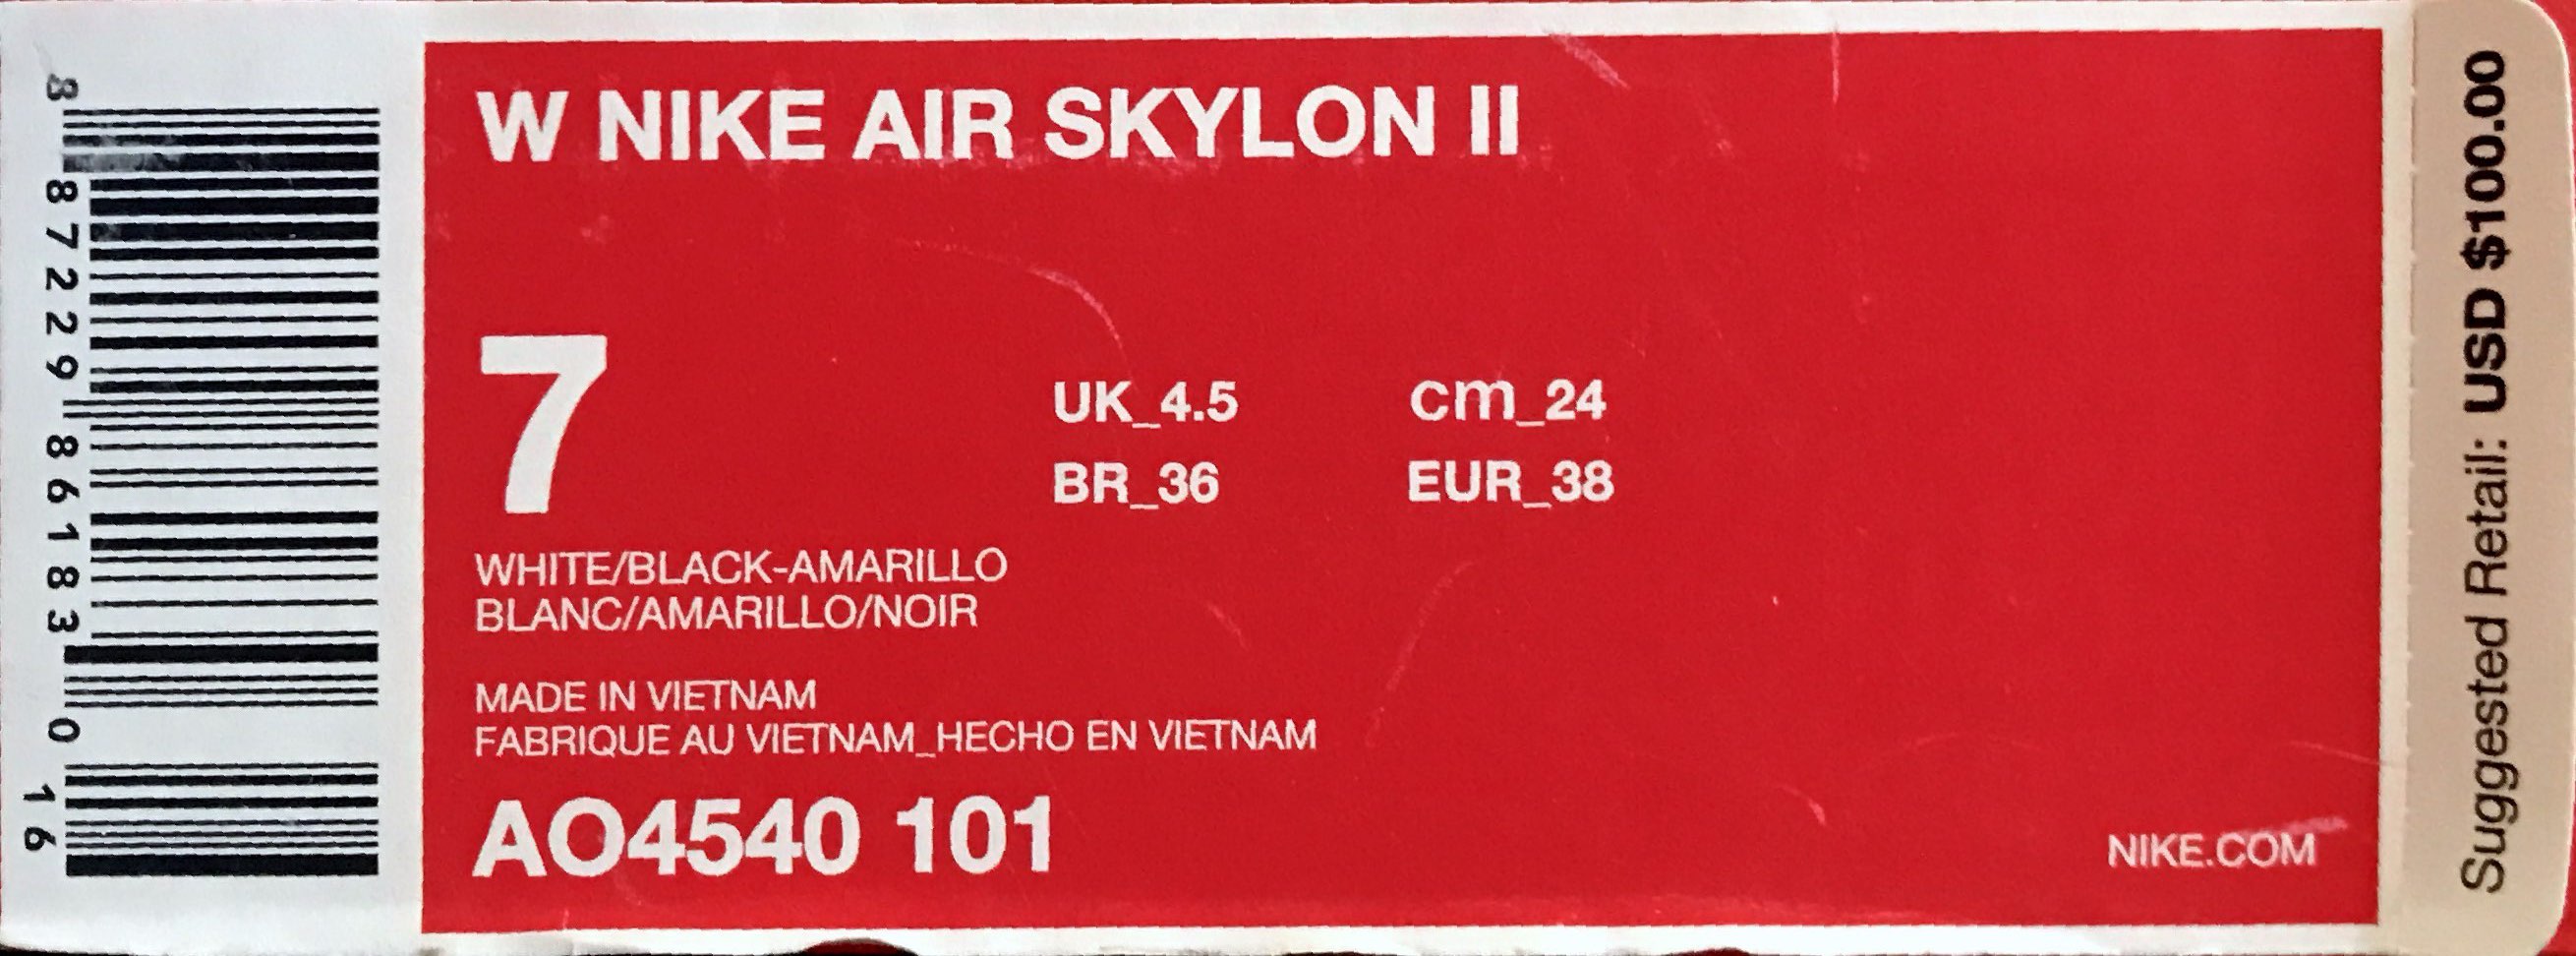 W NIKE AIR SKYLON II
7
UK_4.5 cm_24
BR_36 EUR_38
WHITE/BLACK-AMARILLO
BLANC/AMARILLO/NOIR
MADE IN VIETNAM
FABRIQUE AU VIETNAM_HECHO EN VIETNAM
AO4540 101
NIKE.COM
Suggested Retail: USD $100.00
8 87229 86183 0
16